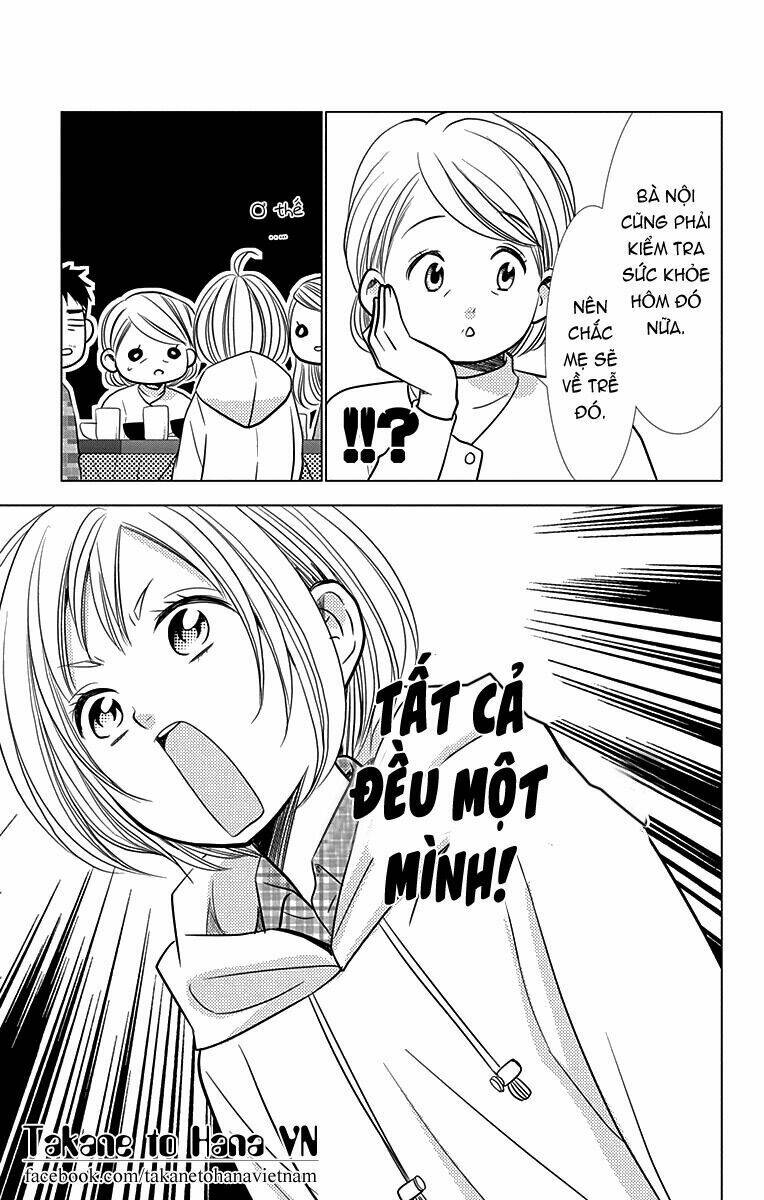 BÀ NỘI
CŨNG PHẢI
KIỂM TRA
SỨC KHỎE
HÔM ĐÓ
NỮA.
NÊN
CHẮC
MẸ SẼ
VỀ TRỄ
ĐÓ.
!!?
Ơ thế
.....
TẤT CẢ
ĐỀU MỘT
MÌNH!
Takane to Hana VN
facebook.com/takanetohanavietnam